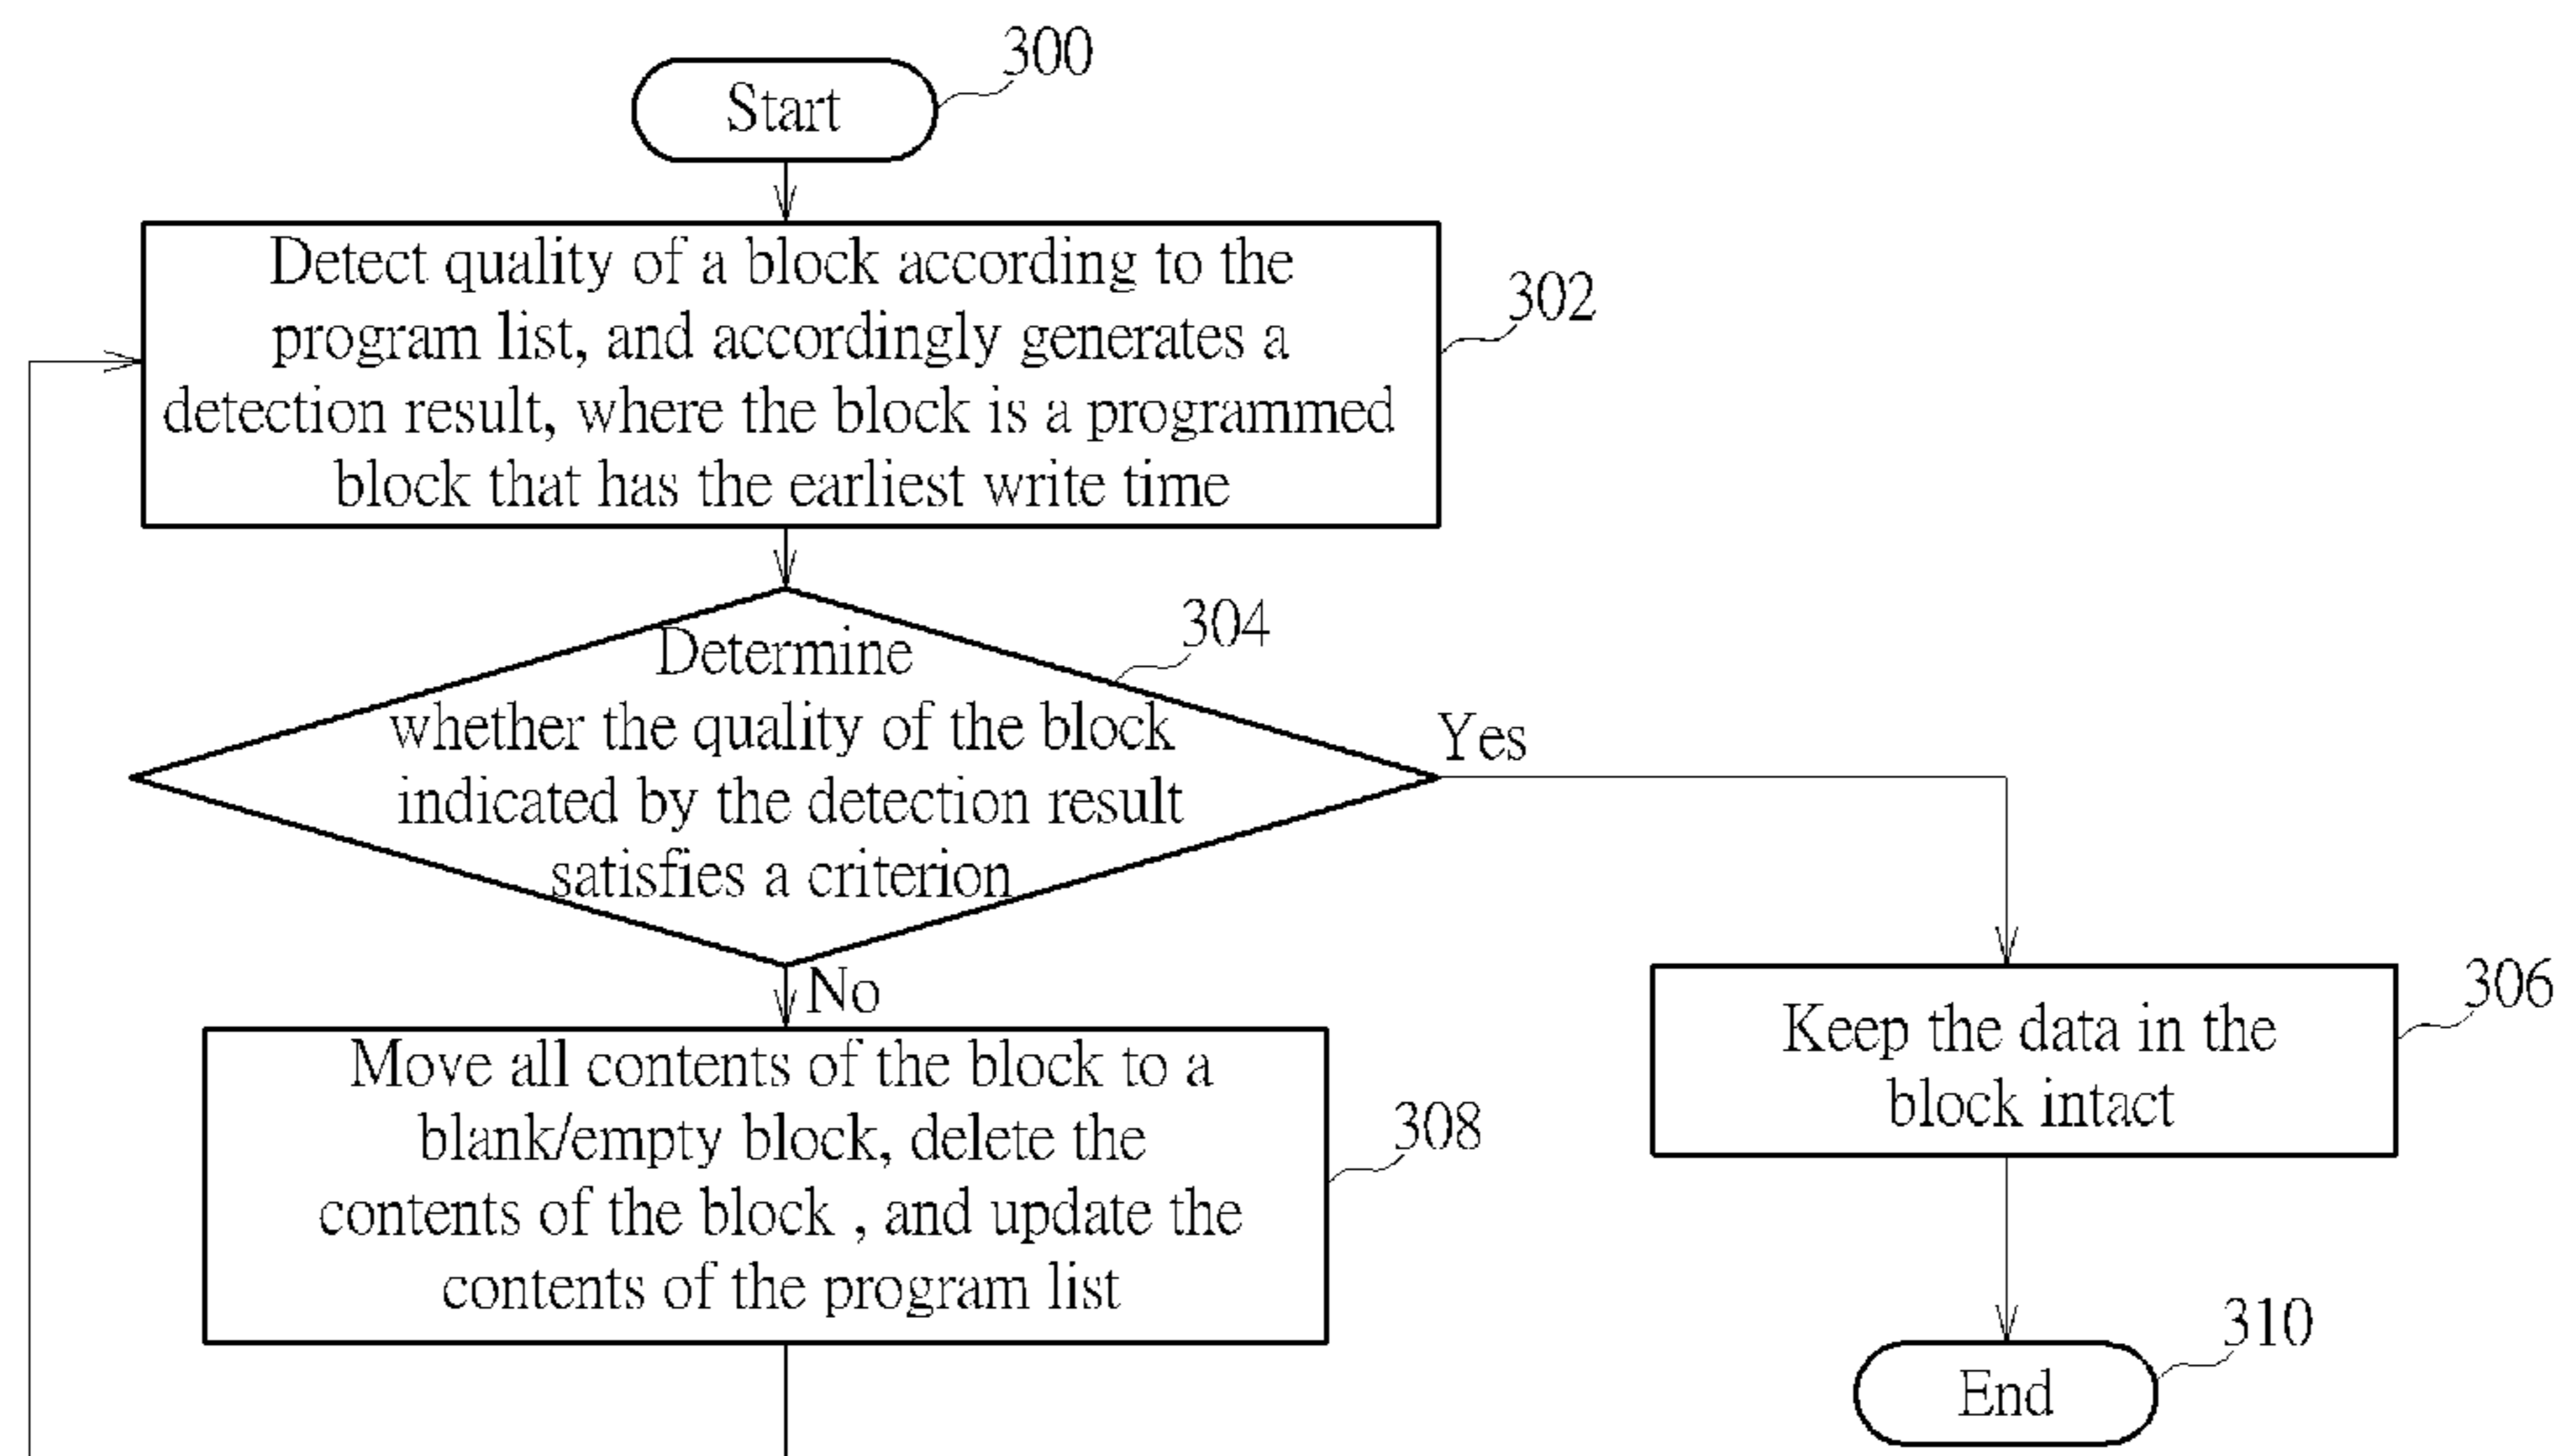 300
Start
Detect quality of a block according to the
program list, and accordingly generates a
detection result, where the block is a programmed
block that has the earliest write time
302
Determine
whether the quality of the block
indicated by the detection result
satisfies a criterion
304
Yes
No
Keep the data in the
block intact
306
Move all contents of the block to a
blank/empty block, delete the
contents of the block , and update the
contents of the program list
308
End
310